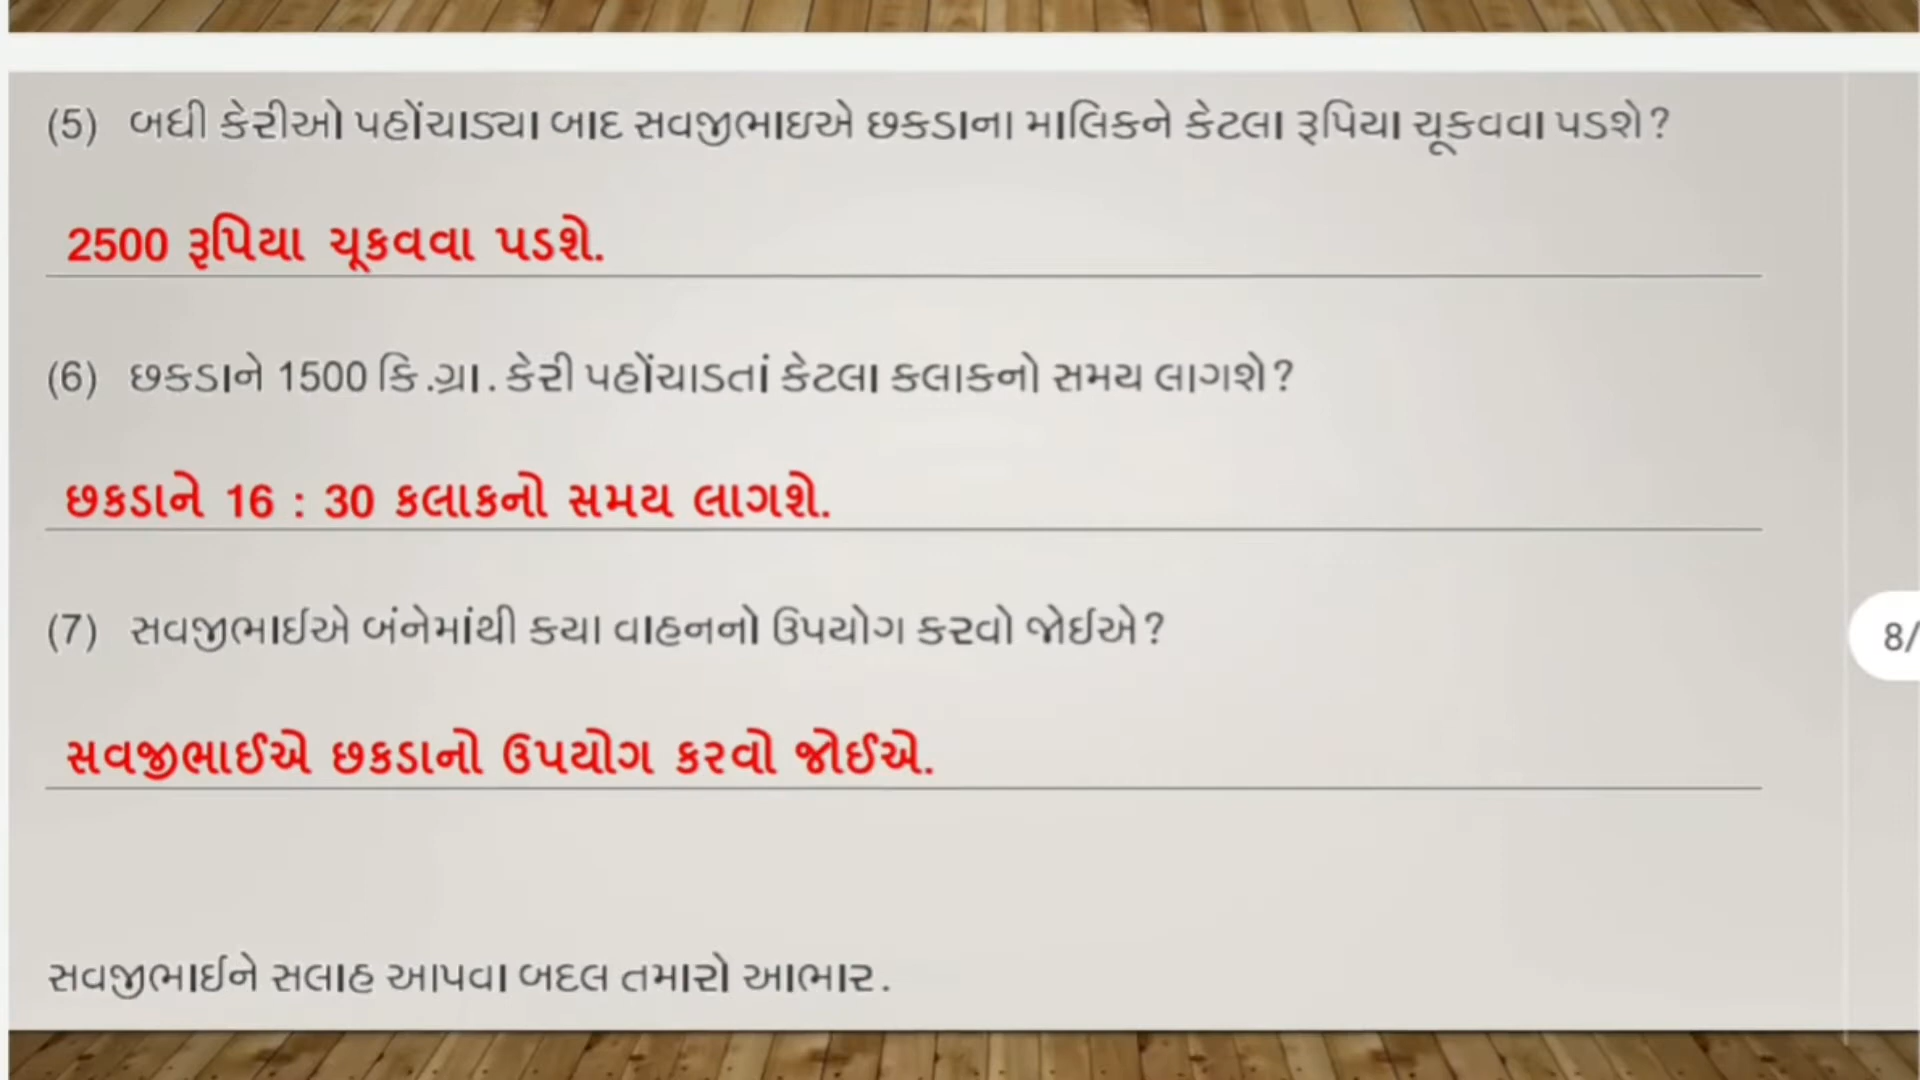 (5) બધી કેરીઓ પહોંચાડ્યા બાદ સવજીભાઇએ છકડાના માલિકને કેટલા રૂપિયા ચૂકવવા પડશે?
2500 રૂપિયા ચૂકવવા પડશે.
(6) છકડાને 1500 કિ.ગ્રા. કેરી પહોંચાડતાં કેટલા કલાકનો સમય લાગશે?
છકડાને 16 : 30 કલાકનો સમય લાગશે.
(7) સવજીભાઈએ બંનેમાંથી કયા વાહનનો ઉપયોગ કરવો જોઈએ?
સવજીભાઈએ છકડાનો ઉપયોગ કરવો જોઈએ.
સવજીભાઈને સલાહ આપવા બદલ તમારો આભાર.
8/